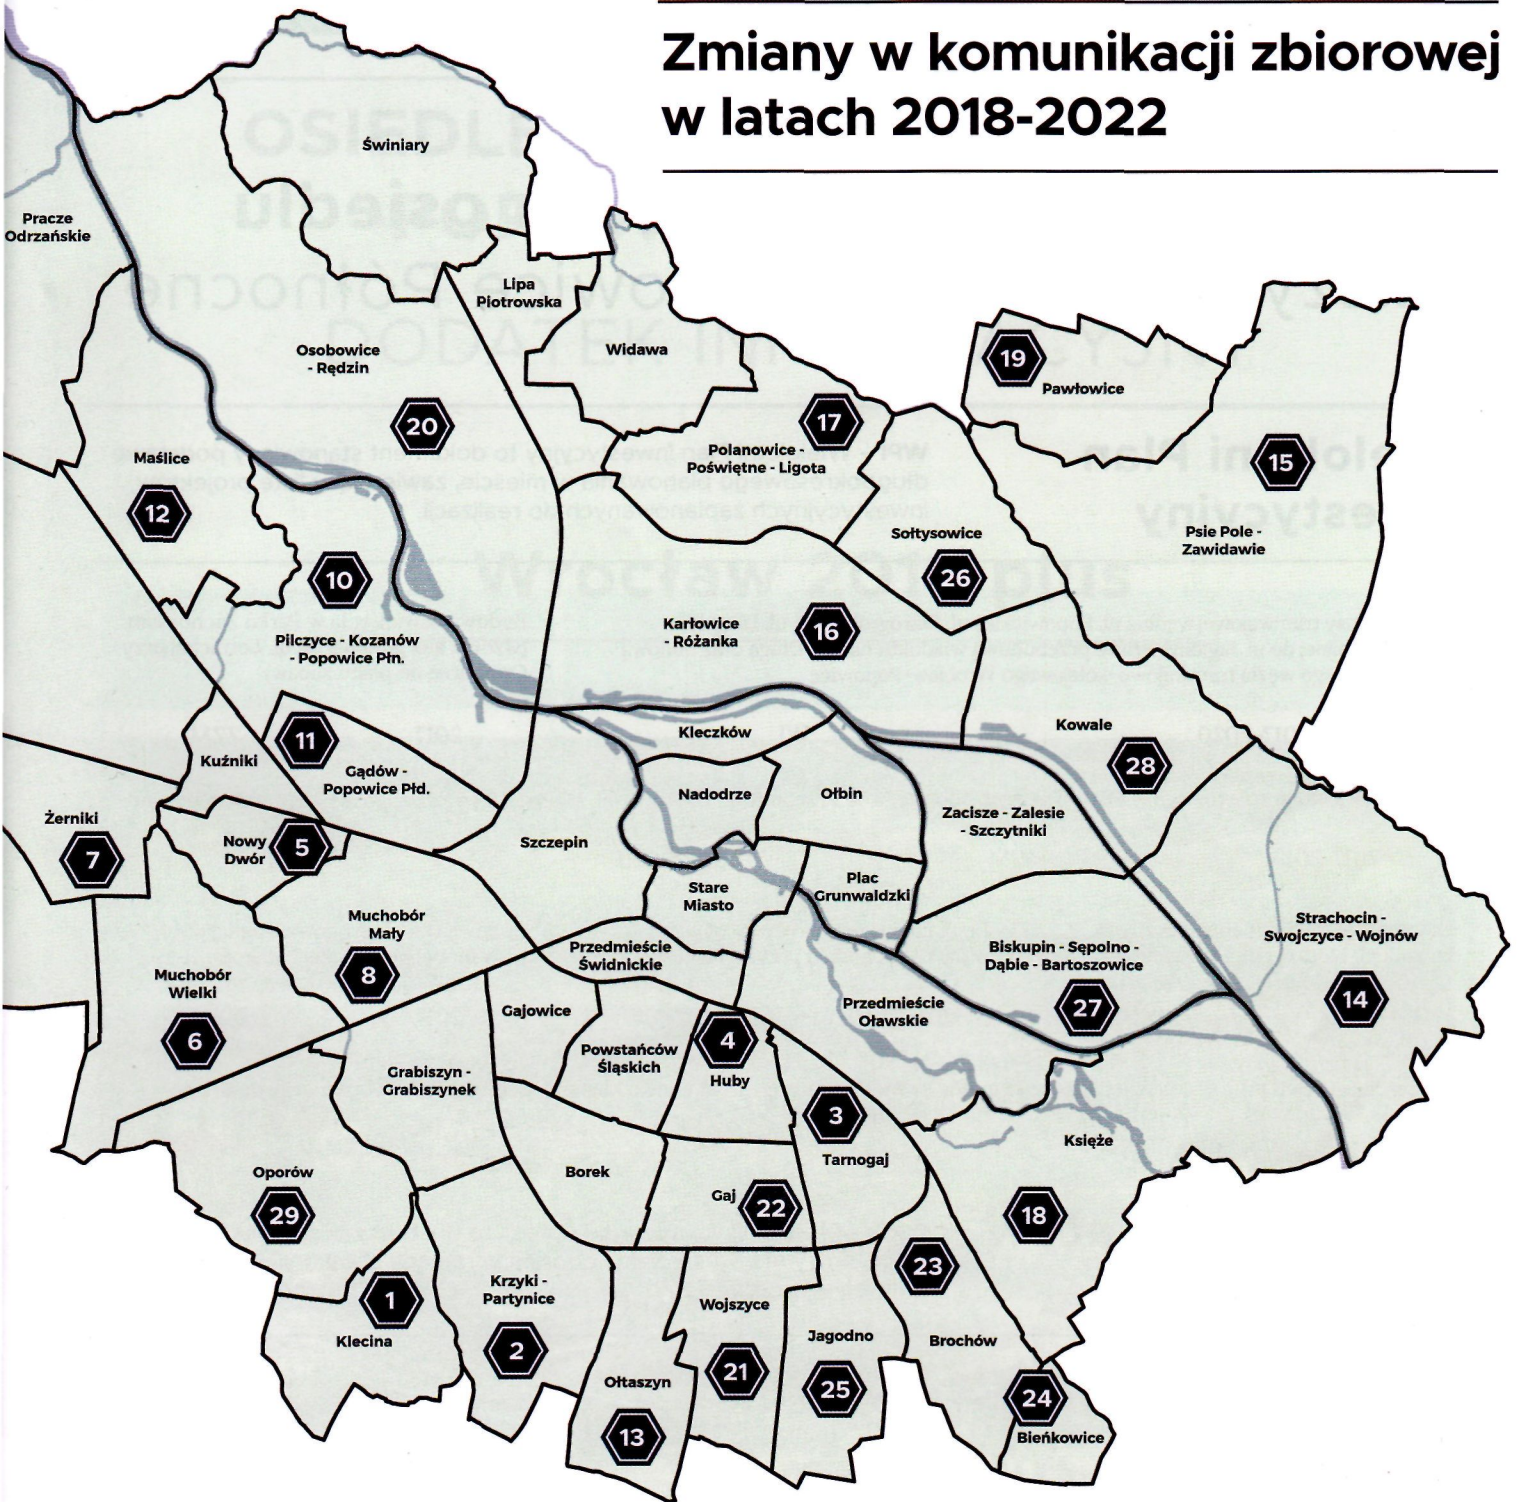 Zmiany w komunikacji zbiorowej
w latach 2018-2022
Świniary
Pracze
Odrzańskie
Lipa
Piotrowska
Osobowice
- Rędzin
20
Widawa
19
Pawłowice
17
Polanowice -
Poświętne - Ligota
15
Psie Pole -
Zawidawie
Maślice
12
Sołtysowice
26
10
Pilczyce - Kozanów
- Popowice Płn.
Karłowice
- Różanka
16
Kleczków
Kowale
28
11
Gądów -
Popowice Płd.
Kuźniki
Nadodrze
Ołbin
Zacisze - Zalesie
- Szczytniki
Żerniki
7
Nowy
Dwór
5
Szczepin
Stare
Miasto
Plac
Grunwaldzki
Muchobór
Mały
8
Strachocin -
Swojczyce - Wojnów
14
Przedmieście
Świdnickie
Biskupin - Sępolno -
Dąbie - Bartoszowice
27
Muchobór
Wielki
6
Gajowice
Przedmieście
Oławskie
Powstańców
Śląskich
4
Huby
Grabiszyn -
Grabiszynek
3
Tarnogaj
Księże
18
Oporów
29
Borek
Gaj
22
23
Brochów
1
Klecina
Krzyki -
Partynice
2
Wojszyce
21
Jagodno
25
Ołtaszyn
13
24
Bieńkowice